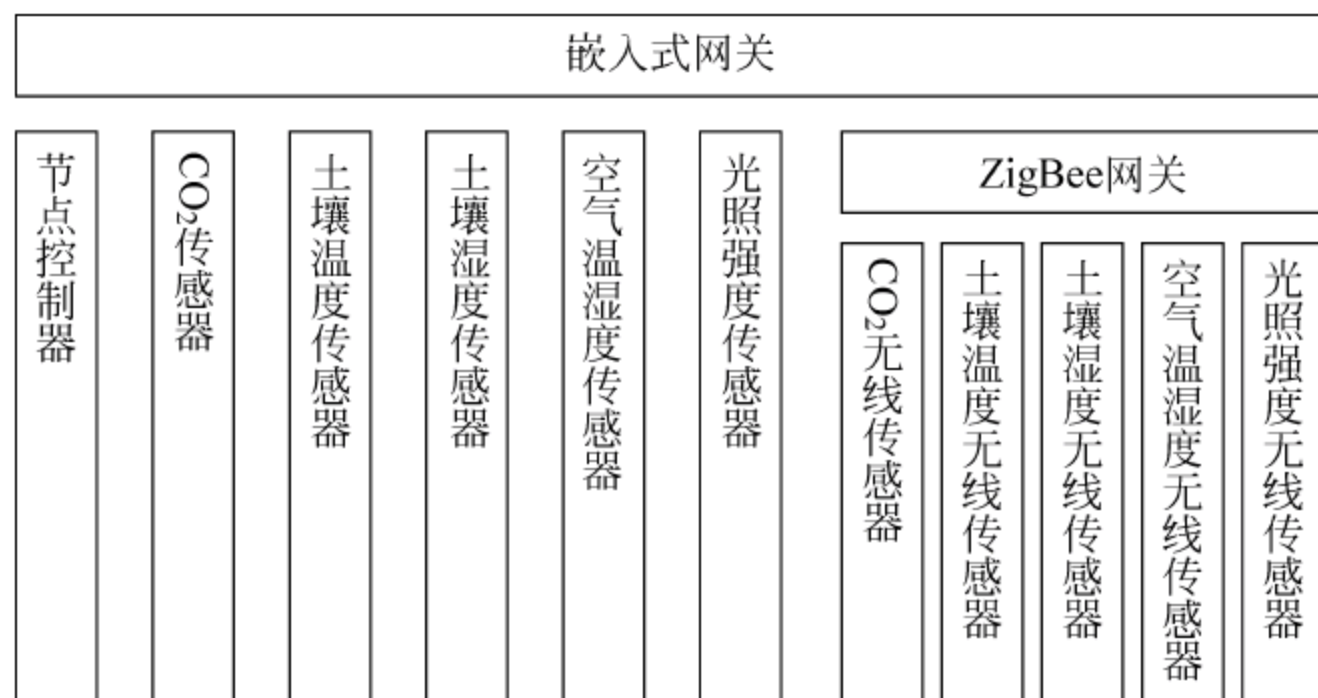 嵌入式网关
节点控制器
CO₂传感器
土壤温度传感器
土壤湿度传感器
空气温湿度传感器
光照强度传感器
ZigBee网关
CO₂无线传感器
土壤温度无线传感器
土壤湿度无线传感器
空气温湿度无线传感器
光照强度无线传感器